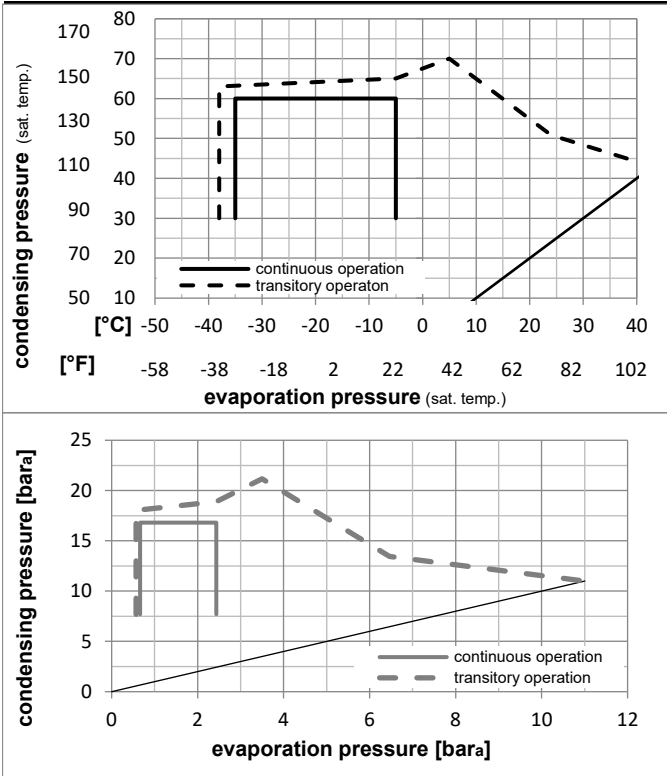 condensing pressure (sat. temp.)
170
150
130
110
90
70
50
80
70
60
50
40
30
20
10
continuous operation
transitory operaton
[°C] -50 -40 -30 -20 -10 0 10 20 30 40
[°F] -58 -38 -18 2 22 42 62 82 102
evaporation pressure (sat. temp.)
condensing pressure [bara]
25
20
15
10
5
0
continuous operation
transitory operation
0 2 4 6 8 10 12
evaporation pressure [bara]